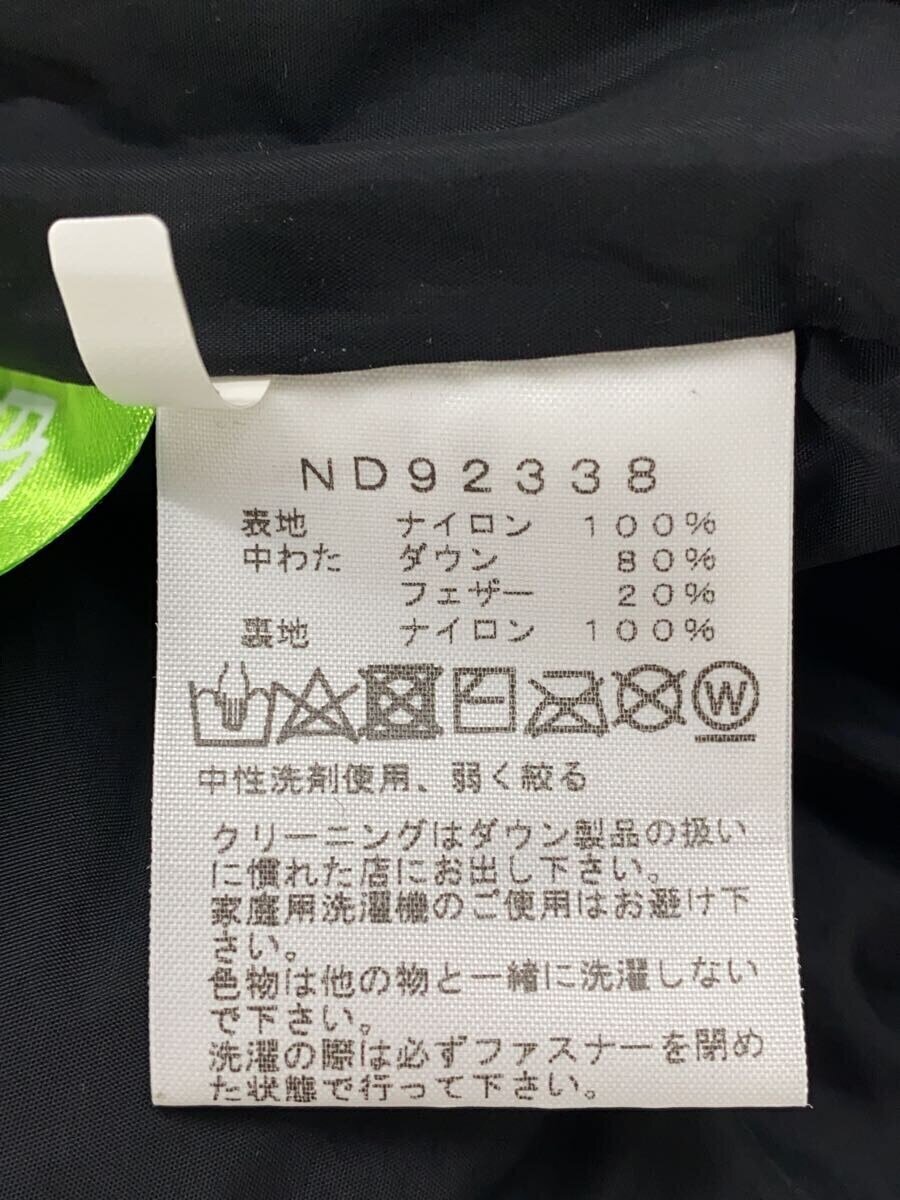 ND92338
表地 ナイロン 100%
中わた ダウン 80%
フェザー 20%
裏地 ナイロン 100%
W
中性洗剤使用、弱く絞る
クリーニングはダウン製品の扱い
に慣れた店にお出し下さい。
家庭用洗濯機のご使用はお避け下
さい。
色物は他の物と一緒に洗濯しない
で下さい。
洗濯の際は必ずファスナーを閉め
た状態で行って下さい。